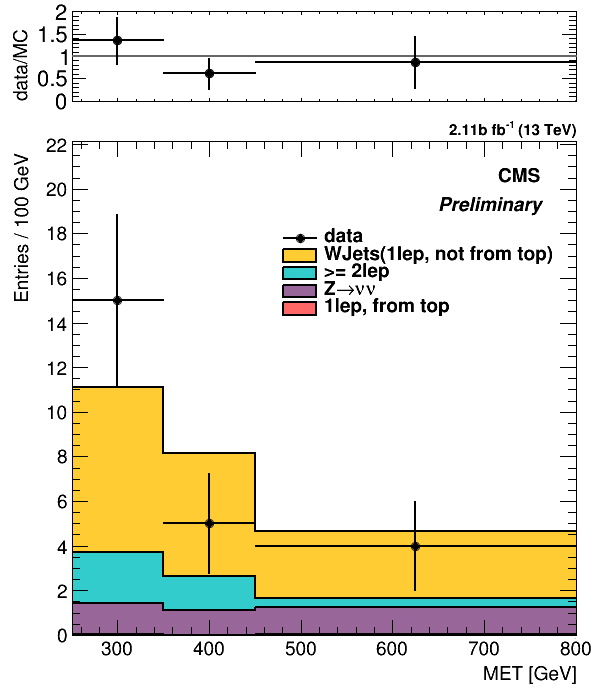 2
1.5
1
0.5
0
data/MC
2.11b fb⁻¹ (13 TeV)
22
20
18
16
14
12
10
8
6
4
2
0
Entries / 100 GeV
CMS
Preliminary
data
WJets(1lep, not from top)
>= 2lep
Z→νν
1lep, from top
300 400 500 600 700 800
MET [GeV]